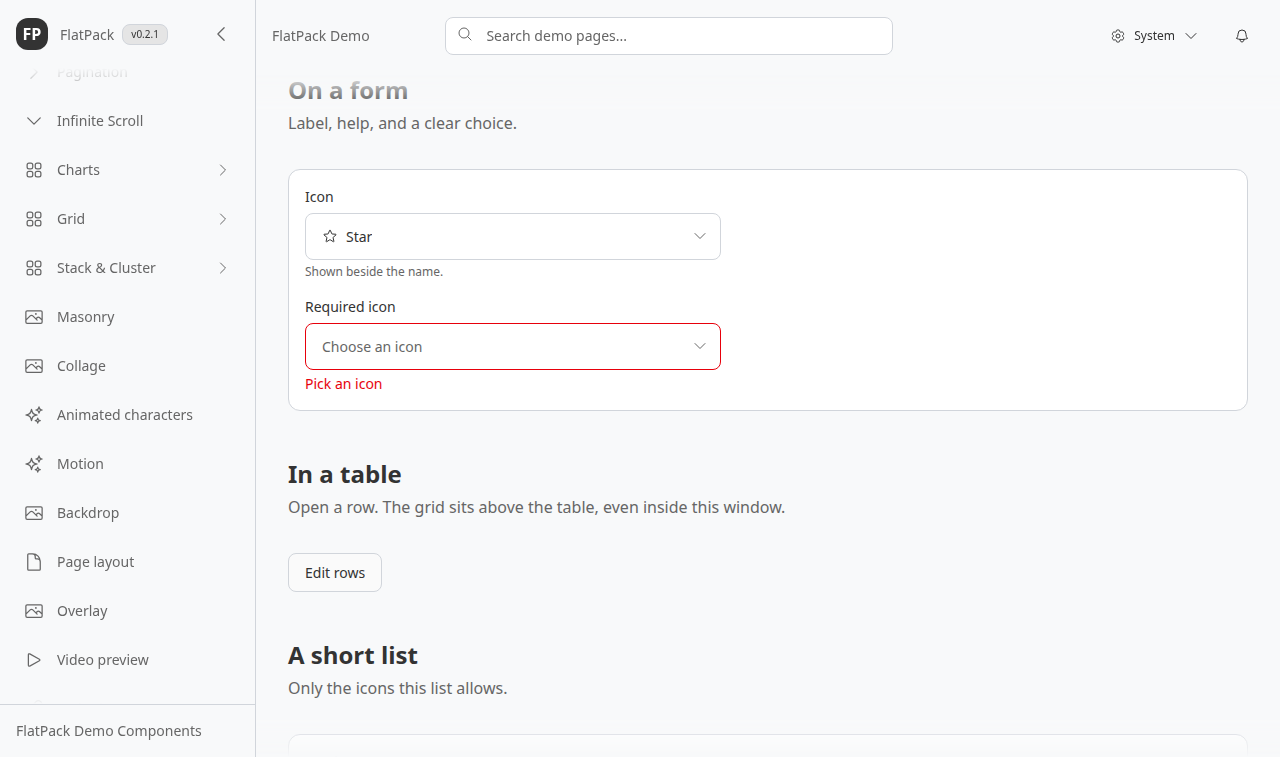 FP FlatPack v0.2.1
Pagination
Infinite Scroll
Charts
Grid
Stack & Cluster
Masonry
Collage
Animated characters
Motion
Backdrop
Page layout
Overlay
Video preview
FlatPack Demo Components
FlatPack Demo
Search demo pages...
System
On a form
Label, help, and a clear choice.
Icon
Star
Shown beside the name.
Required icon
Choose an icon
Pick an icon
In a table
Open a row. The grid sits above the table, even inside this window.
Edit rows
A short list
Only the icons this list allows.